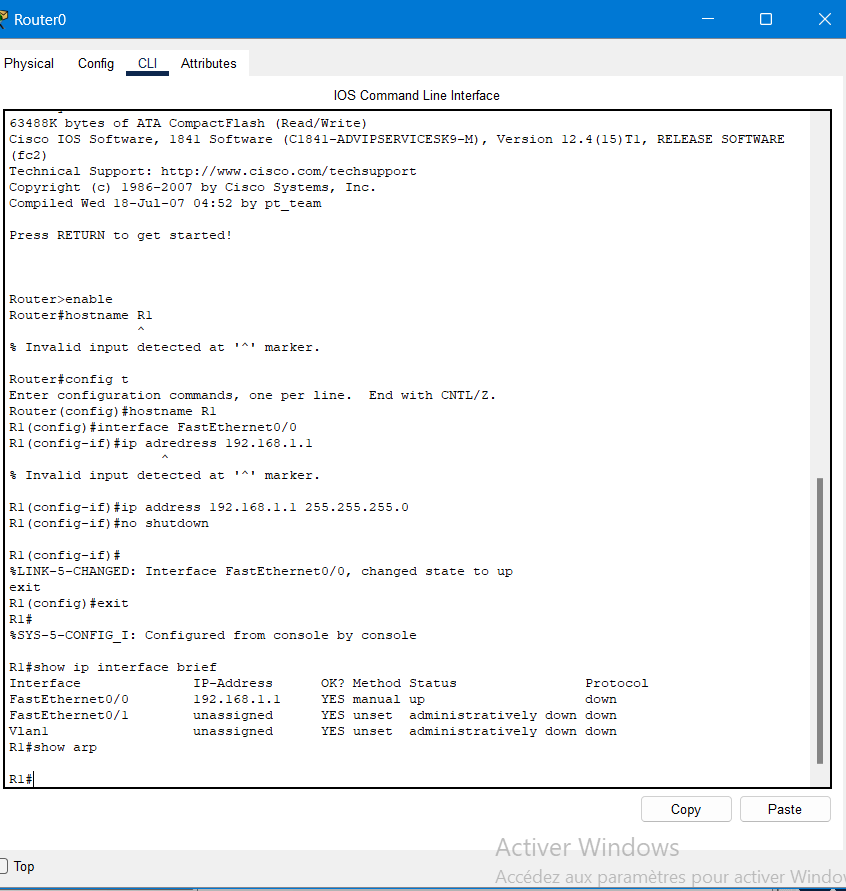 Router0
Physical Config CLI Attributes
IOS Command Line Interface
63488K bytes of ATA CompactFlash (Read/Write)
Cisco IOS Software, 1841 Software (C1841-ADVIPSERVICESK9-M), Version 12.4(15)T1, RELEASE SOFTWARE
(fc2)
Technical Support: http://www.cisco.com/techsupport
Copyright (c) 1986-2007 by Cisco Systems, Inc.
Compiled Wed 18-Jul-07 04:52 by pt_team
Press RETURN to get started!
Router>enable
Router#hostname R1
^
% Invalid input detected at '^' marker.
Router#config t
Enter configuration commands, one per line.  End with CNTL/Z.
Router(config)#hostname R1
R1(config)#interface FastEthernet0/0
R1(config-if)#ip adredress 192.168.1.1
^
% Invalid input detected at '^' marker.
R1(config-if)#ip address 192.168.1.1 255.255.255.0
R1(config-if)#no shutdown
R1(config-if)#
%LINK-5-CHANGED: Interface FastEthernet0/0, changed state to up
exit
R1(config)#exit
R1#
%SYS-5-CONFIG_I: Configured from console by console
R1#show ip interface brief
Interface IP-Address OK? Method Status Protocol
FastEthernet0/0 192.168.1.1 YES manual up down
FastEthernet0/1 unassigned YES unset administratively down down
Vlan1 unassigned YES unset administratively down down
R1#show arp
R1#
Copy Paste
Activer Windows
Accédez aux paramètres pour activer Windo
Top